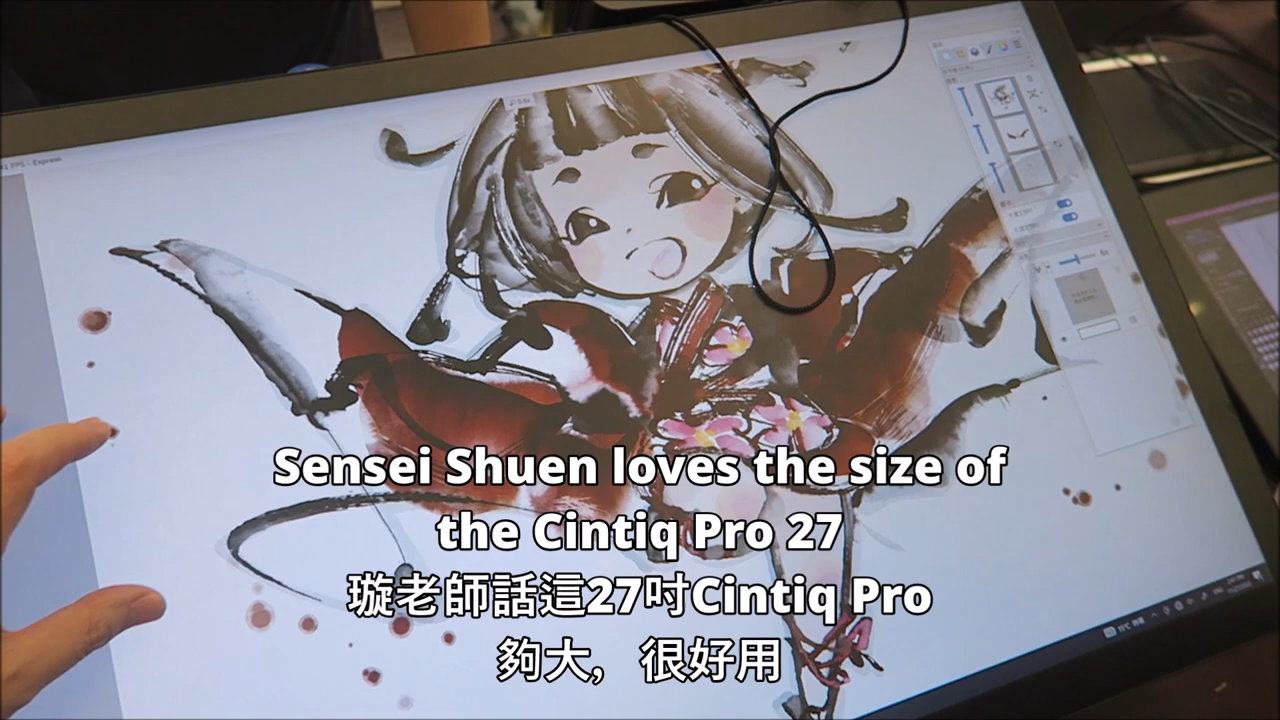 Sensei Shuen loves the size of
the Cintiq Pro 27
璇老師話這27吋Cintiq Pro
夠大，很好用